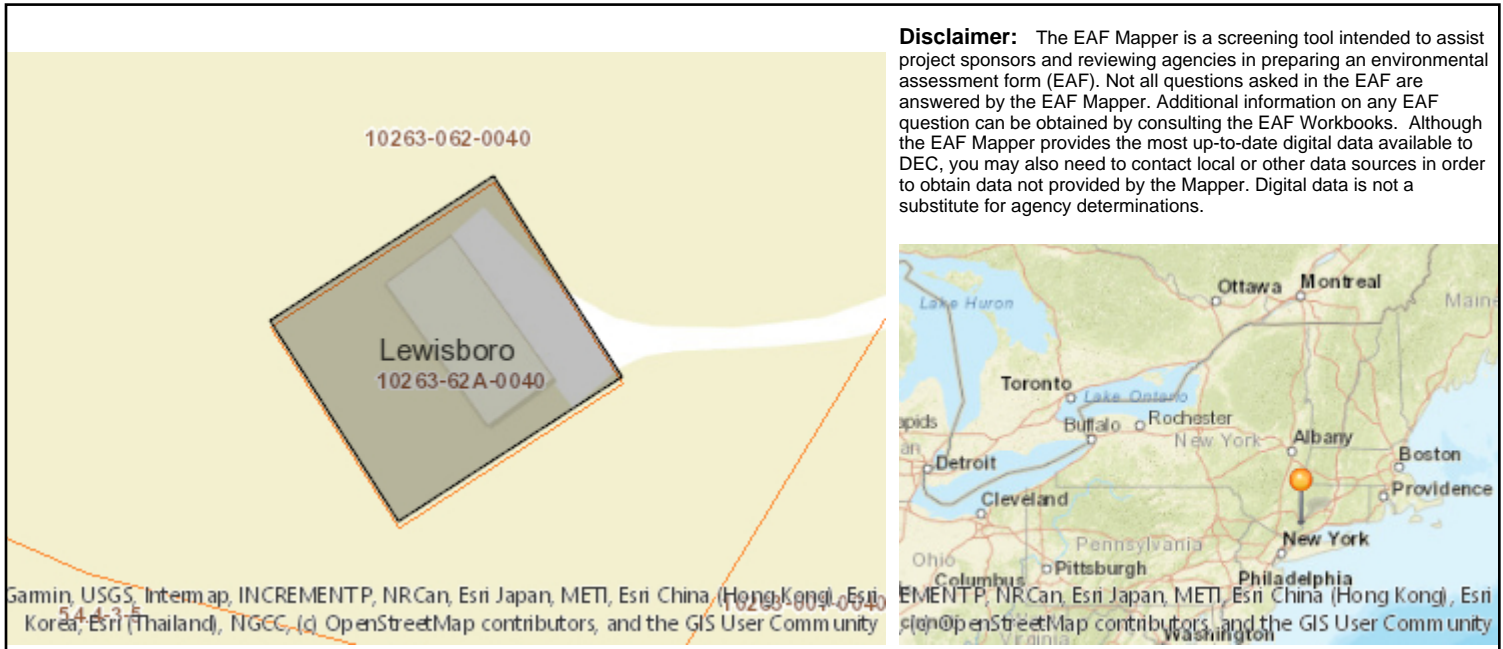 Disclaimer: The EAF Mapper is a screening tool intended to assist
project sponsors and reviewing agencies in preparing an environmental
assessment form (EAF). Not all questions asked in the EAF are
answered by the EAF Mapper. Additional information on any EAF
question can be obtained by consulting the EAF Workbooks. Although
the EAF Mapper provides the most up-to-date digital data available to
DEC, you may also need to contact local or other data sources in order
to obtain data not provided by the Mapper. Digital data is not a
substitute for agency determinations.
10263-062-0040
Lewisboro
10263-62A-0040
54.4-3.5
Garmin, USGS, Intermap, INCREMENT P, NRCan, Esri Japan, METI, Esri China (Hong Kong), Esri
Korea, Esri (Thailand), NGCC, (c) OpenStreetMap contributors, and the GIS User Community
Ottawa
Montreal
Maine
Lake Huron
Toronto
Lake Ontario
apids
Buffalo
Rochester
New York
Albany
an
Detroit
Boston
Providence
Cleveland
New York
Pennsylvania
Ohio
Pittsburgh
Columbus
Philadelphia
EMENT P, NRCan, Esri Japan, METI, Esri China (Hong Kong), Esri
(c) OpenStreetMap contributors, and the GIS User Community
Virginia
Washington